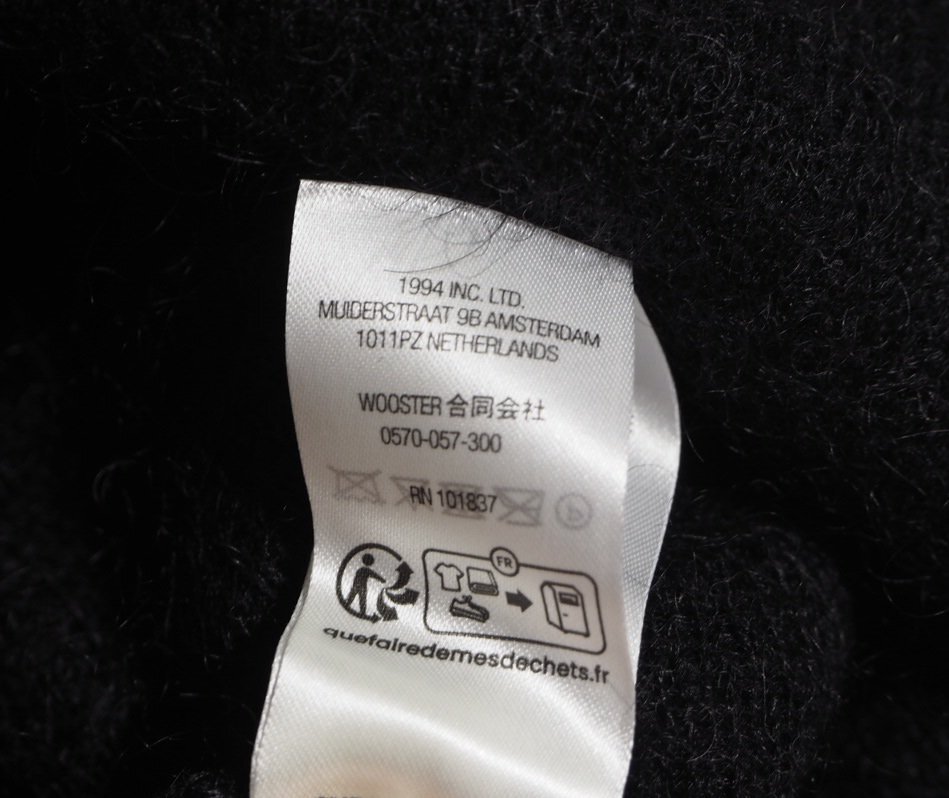 1994 INC. LTD.
MUIDERSTRAAT 9B AMSTERDAM
1011PZ NETHERLANDS
WOOSTER 合同会社
0570-057-300
RN 101837
FR
quefairedemesdechets.fr